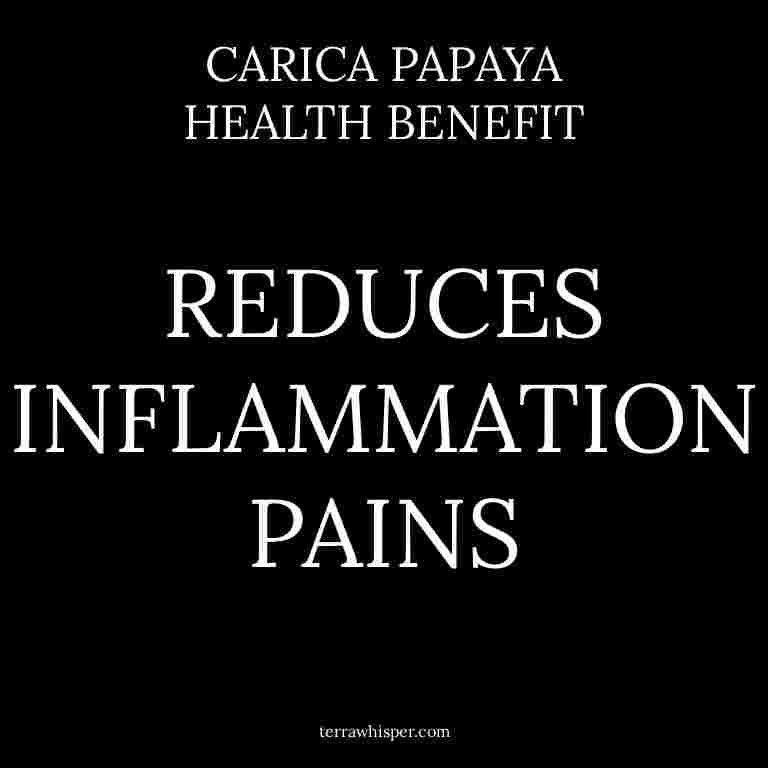 CARICA PAPAYA
HEALTH BENEFIT
REDUCES
INFLAMMATION
PAINS
terrawhisper.com